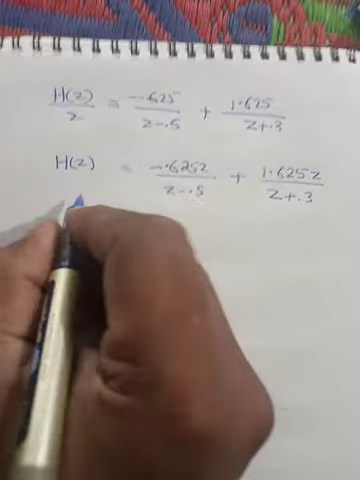 H(z)/z = -.625/z-.5 + 1.625/z+.3
H(z) = -.625z/z-.5 + 1.625z/z+.3